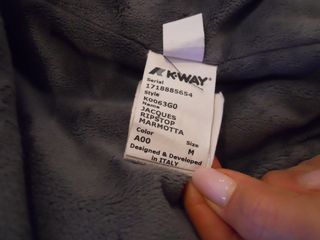 K-WAY
Serial
1718885654
Style
K0063G0
Name
JACQUES
RIPSTOP
MARMOTTA
Color Size
A00 M
Designed & Developed
in ITALY